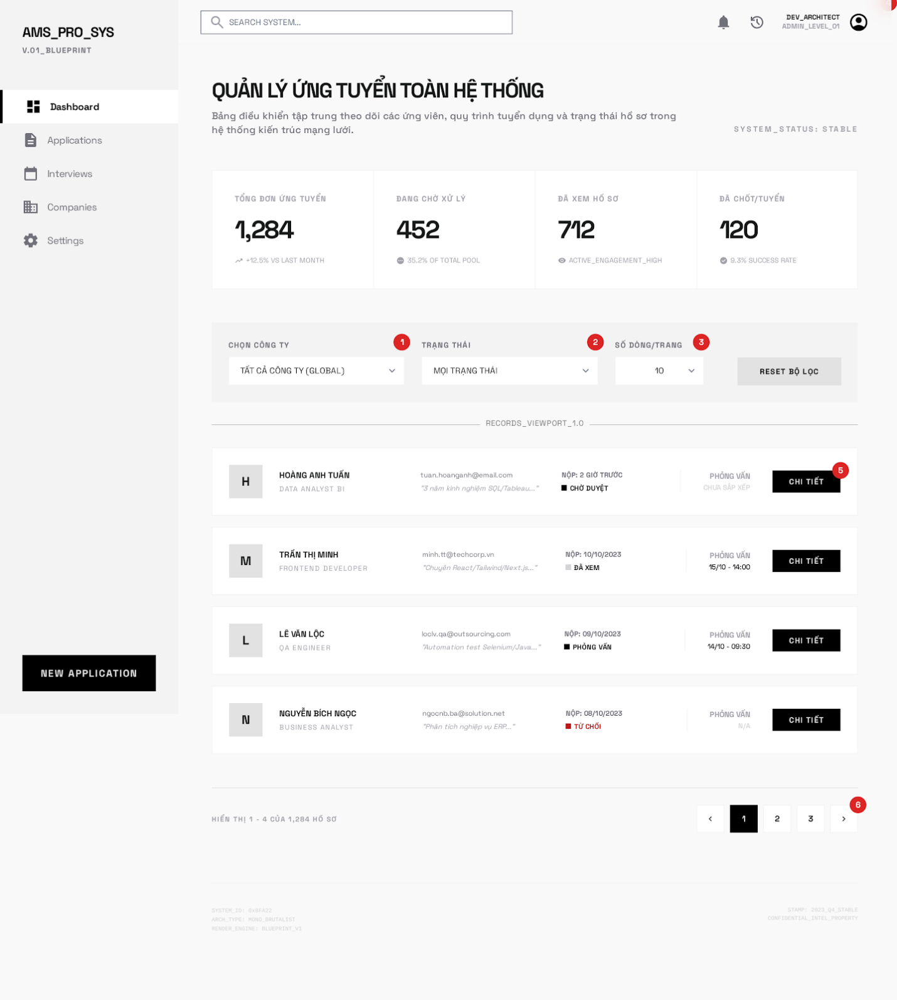 AMS_PRO_SYS
V.01_BLUEPRINT
Dashboard
Applications
Interviews
Companies
Settings
NEW APPLICATION
SEARCH SYSTEM...
DEV_ARCHITECT
ADMIN_LEVEL_01
QUẢN LÝ ỨNG TUYỂN TOÀN HỆ THỐNG
Bảng điều khiển tập trung theo dõi các ứng viên, quy trình tuyển dụng và trạng thái hồ sơ trong
hệ thống kiến trúc mạng lưới.
SYSTEM_STATUS: STABLE
TỔNG ĐƠN ỨNG TUYỂN
1,284
+12.5% VS LAST MONTH
ĐANG CHỜ XỬ LÝ
452
35.2% OF TOTAL POOL
ĐÃ XEM HỒ SƠ
712
ACTIVE_ENGAGEMENT_HIGH
ĐÃ CHỐT/TUYỂN
120
9.3% SUCCESS RATE
CHỌN CÔNG TY
1
TẤT CẢ CÔNG TY (GLOBAL)
TRẠNG THÁI
2
MỌI TRẠNG THÁI
SỐ DÒNG/TRANG
3
10
RESET BỘ LỌC
RECORDS_VIEWPORT_1.0
H
HOÀNG ANH TUẤN
DATA ANALYST BI
tuan.hoanganh@email.com
"3 năm kinh nghiệm SQL/Tableau..."
NỘP: 2 GIỜ TRƯỚC
CHỜ DUYỆT
PHỎNG VẤN
CHƯA SẮP XẾP
CHI TIẾT
5
M
TRẦN THỊ MINH
FRONTEND DEVELOPER
minh.tt@techcorp.vn
"Chuyên React/Tailwind/Next.js..."
NỘP: 10/10/2023
ĐÃ XEM
PHỎNG VẤN
15/10 - 14:00
CHI TIẾT
L
LÊ VĂN LỘC
QA ENGINEER
loclv.qa@outsourcing.com
"Automation test Selenium/Java..."
NỘP: 09/10/2023
PHỎNG VẤN
PHỎNG VẤN
14/10 - 09:30
CHI TIẾT
N
NGUYỄN BÍCH NGỌC
BUSINESS ANALYST
ngocnb.ba@solution.net
"Phân tích nghiệp vụ ERP..."
NỘP: 08/10/2023
TỪ CHỐI
PHỎNG VẤN
N/A
CHI TIẾT
HIỂN THỊ 1 - 4 CỦA 1,284 HỒ SƠ
1
2
3
6
SYSTEM_ID: 0x8FA22
ARCH_TYPE: MONO_BRUTALIST
RENDER_ENGINE: BLUEPRINT_V1
STAMP: 2023_Q4_STABLE
CONFIDENTIAL_INTEL_PROPERTY